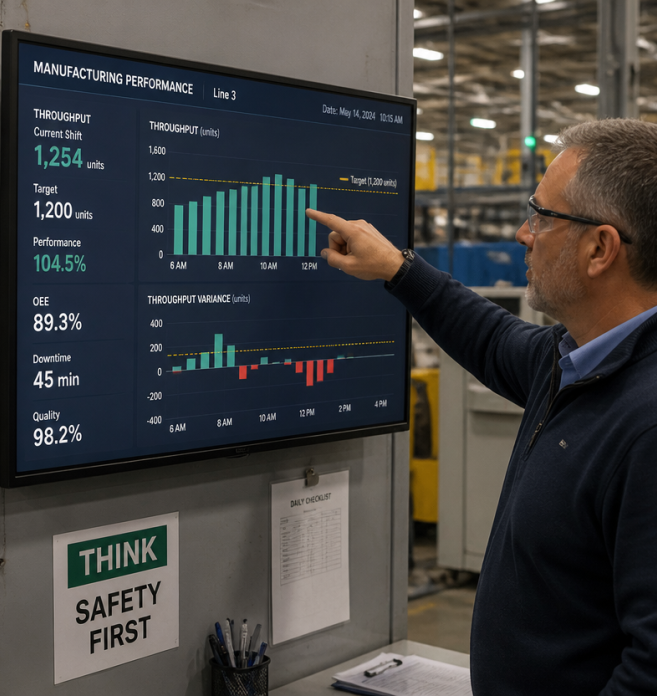 MANUFACTURING PERFORMANCE | Line 3
Date: May 14, 2024 10:15 AM
THROUGHPUT
Current Shift
1,254 units
Target
1,200 units
Performance
104.5%
OEE
89.3%
Downtime
45 min
Quality
98.2%
THROUGHPUT (units)
1,600
1,200
800
400
0
Target (1,200 units)
6 AM 8 AM 10 AM 12 PM
THROUGHPUT VARIANCE (units)
400
200
0
-200
-400
6 AM 8 AM 10 AM 12 PM 2 PM 4 PM
THINK
SAFETY
FIRST
DAILY CHECKLIST